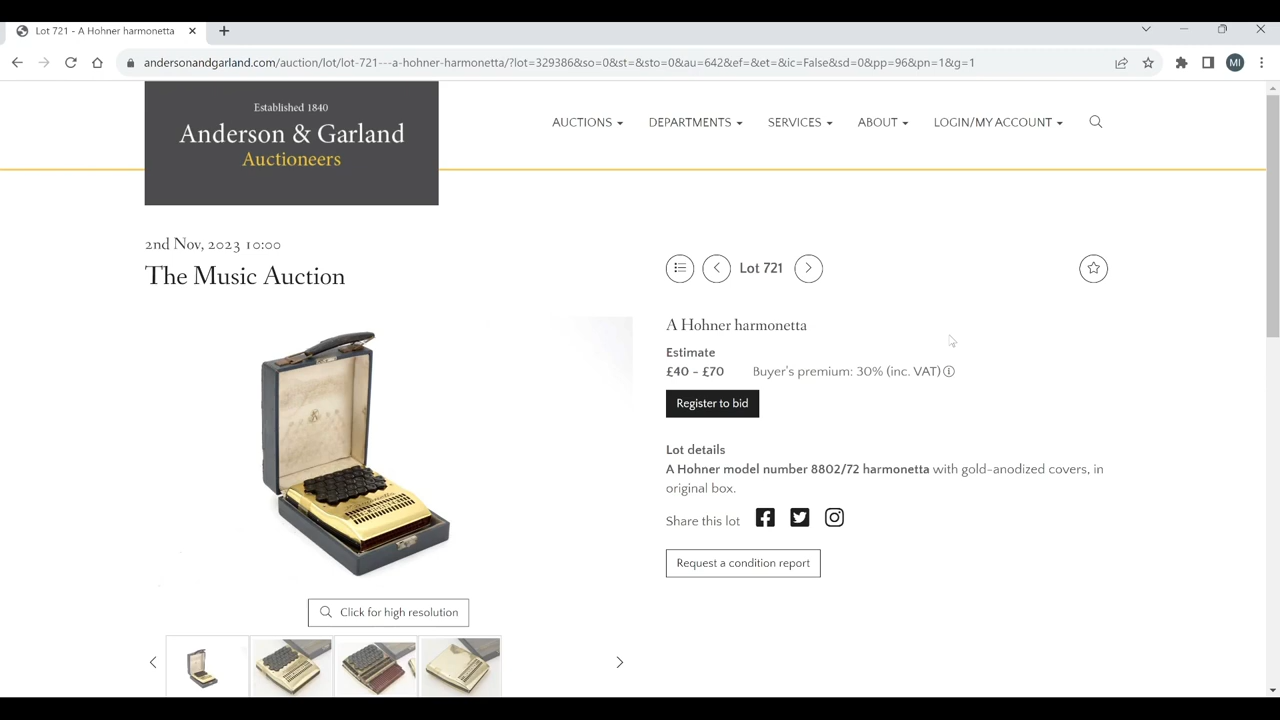 Lot 721 - A Hohner harmonetta
andersonandgarland.com/auction/lot/lot-721---a-hohner-harmonetta/?lot=329386&so=0&st=&sto=0&au=642&ef=&et=&ic=False&sd=0&pp=96&pn=1&g=1
MI
Established 1840
Anderson & Garland
Auctioneers
AUCTIONS DEPARTMENTS SERVICES ABOUT LOGIN/MY ACCOUNT
2nd Nov, 2023 10:00
The Music Auction
Lot 721
A Hohner harmonetta
Estimate
£40 - £70 Buyer's premium: 30% (inc. VAT)
Register to bid
Lot details
A Hohner model number 8802/72 harmonetta with gold-anodized covers, in
original box.
Share this lot
Request a condition report
Click for high resolution